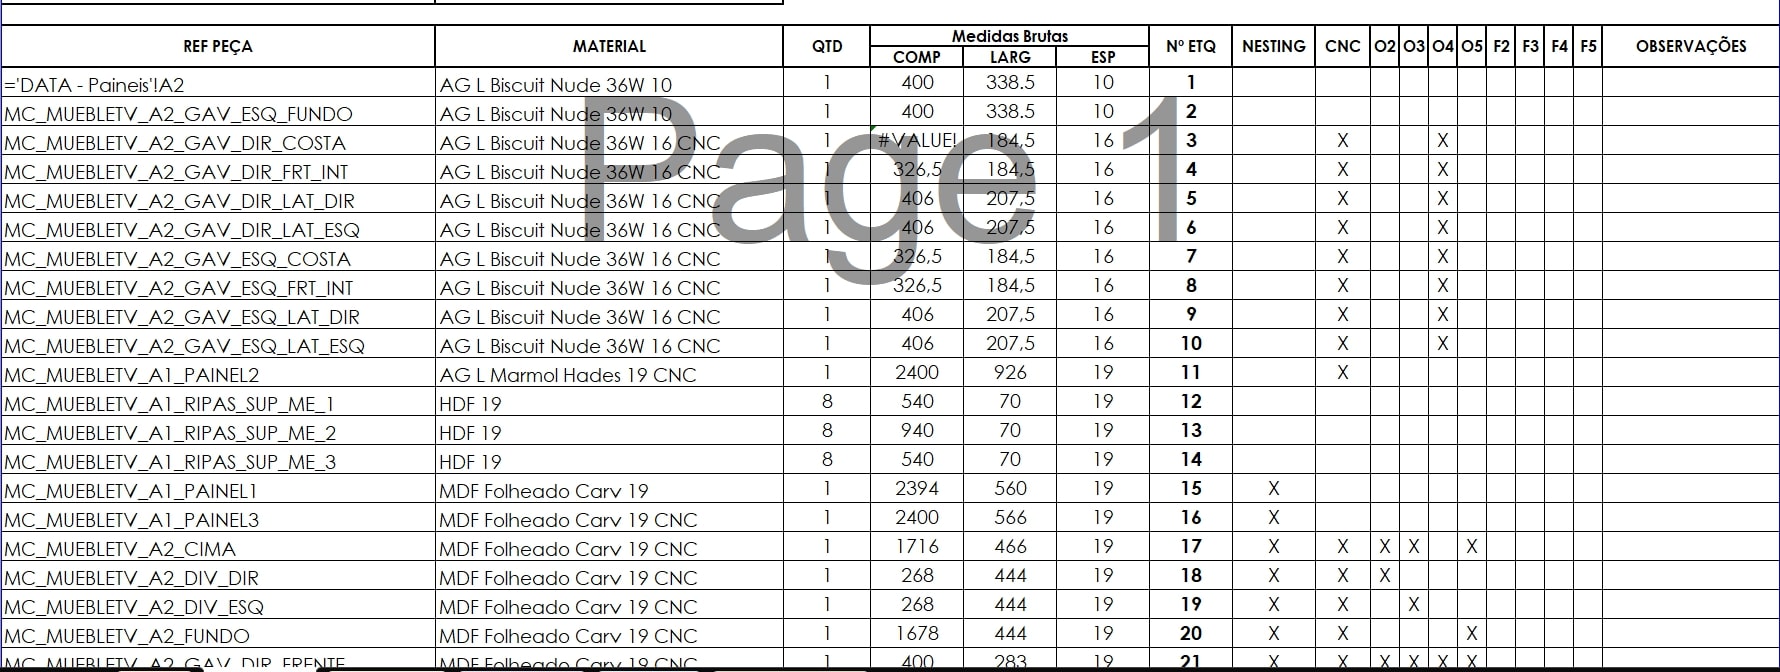 REF PEÇA MATERIAL QTD Medidas Brutas COMP LARG ESP Nº ETQ NESTING CNC O2 O3 O4 O5 F2 F3 F4 F5 OBSERVAÇÕES
='DATA - Paineis'!A2 AG L Biscuit Nude 36W 10 1 400 338.5 10 1
MC_MUEBLETV_A2_GAV_ESQ_FUNDO AG L Biscuit Nude 36W 10 1 400 338.5 10 2
MC_MUEBLETV_A2_GAV_DIR_COSTA AG L Biscuit Nude 36W 16 CNC 1 #VALUE! 184,5 16 3 X X
MC_MUEBLETV_A2_GAV_DIR_FRT_INT AG L Biscuit Nude 36W 16 CNC 1 326,5 184,5 16 4 X X
MC_MUEBLETV_A2_GAV_DIR_LAT_DIR AG L Biscuit Nude 36W 16 CNC 1 406 207,5 16 5 X X
MC_MUEBLETV_A2_GAV_DIR_LAT_ESQ AG L Biscuit Nude 36W 16 CNC 1 406 207,5 16 6 X X
MC_MUEBLETV_A2_GAV_ESQ_COSTA AG L Biscuit Nude 36W 16 CNC 1 326,5 184,5 16 7 X X
MC_MUEBLETV_A2_GAV_ESQ_FRT_INT AG L Biscuit Nude 36W 16 CNC 1 326,5 184,5 16 8 X X
MC_MUEBLETV_A2_GAV_ESQ_LAT_DIR AG L Biscuit Nude 36W 16 CNC 1 406 207,5 16 9 X X
MC_MUEBLETV_A2_GAV_ESQ_LAT_ESQ AG L Biscuit Nude 36W 16 CNC 1 406 207,5 16 10 X X
MC_MUEBLETV_A1_PAINEL2 AG L Marmol Hades 19 CNC 1 2400 926 19 11 X
MC_MUEBLETV_A1_RIPAS_SUP_ME_1 HDF 19 8 540 70 19 12
MC_MUEBLETV_A1_RIPAS_SUP_ME_2 HDF 19 8 940 70 19 13
MC_MUEBLETV_A1_RIPAS_SUP_ME_3 HDF 19 8 540 70 19 14
MC_MUEBLETV_A1_PAINEL1 MDF Folheado Carv 19 1 2394 560 19 15 X
MC_MUEBLETV_A1_PAINEL3 MDF Folheado Carv 19 CNC 1 2400 566 19 16 X
MC_MUEBLETV_A2_CIMA MDF Folheado Carv 19 CNC 1 1716 466 19 17 X X X X X
MC_MUEBLETV_A2_DIV_DIR MDF Folheado Carv 19 CNC 1 268 444 19 18 X X X
MC_MUEBLETV_A2_DIV_ESQ MDF Folheado Carv 19 CNC 1 268 444 19 19 X X X
MC_MUEBLETV_A2_FUNDO MDF Folheado Carv 19 CNC 1 1678 444 19 20 X X X
MC_MUEBLETV_A2_GAV_DIR_FRENTE MDF Folheado Carv 19 CNC 1 400 283 19 21 X X X X X X
Page 1